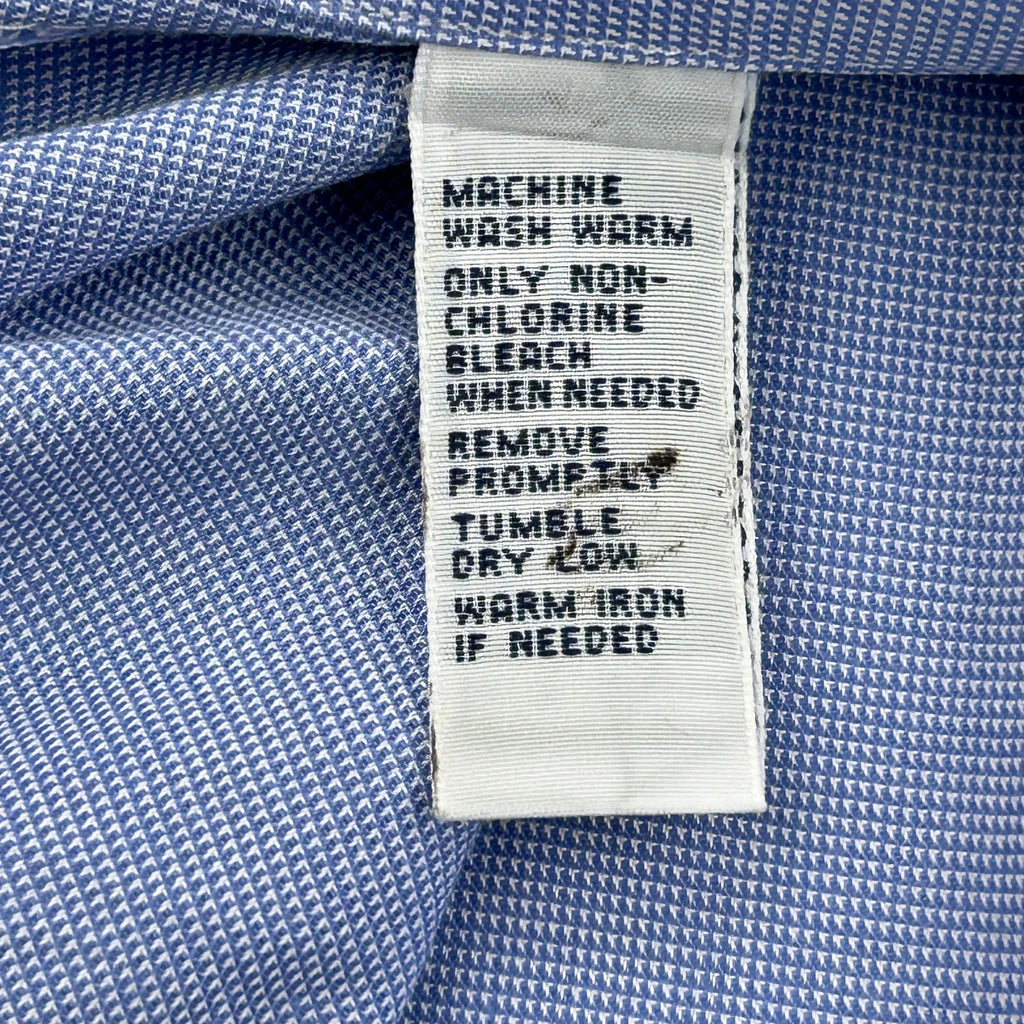 MACHINE
WASH WARM
ONLY NON-
CHLORINE
BLEACH
WHEN NEEDED
REMOVE
PROMPTLY
TUMBLE
DRY LOW
WARM IRON
IF NEEDED